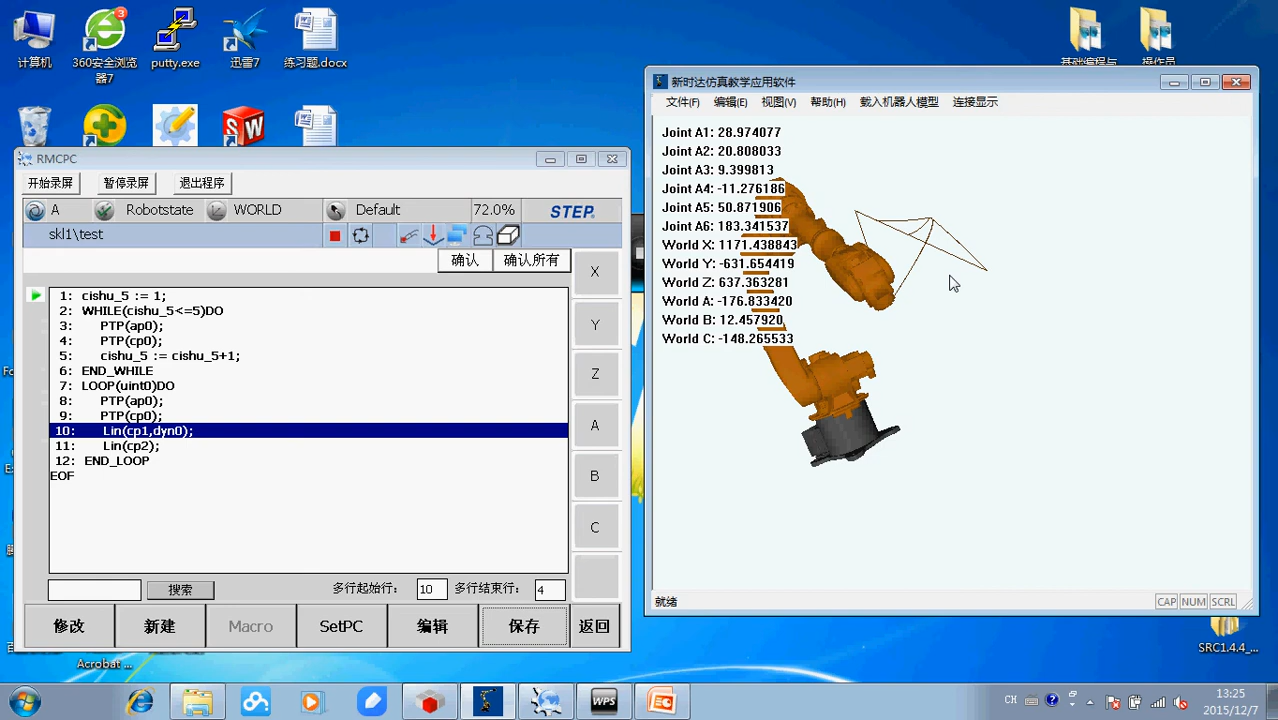 计算机
360安全浏览器7
3
putty.exe
迅雷7
练习题.docx
基础编程与
操作员
RMCPC
开始录屏
暂停录屏
退出程序
A
Robotstate
WORLD
Default
72.0%
STEP
skl1\test
确认
确认所有
1: cishu_5 := 1;
2: WHILE(cishu_5<=5)DO
3: PTP(ap0);
4: PTP(cp0);
5: cishu_5 := cishu_5+1;
6: END_WHILE
7: LOOP(uint0)DO
8: PTP(ap0);
9: PTP(cp0);
10: Lin(cp1,dyn0);
11: Lin(cp2);
12: END_LOOP
EOF
X
Y
Z
A
B
C
搜索
多行起始行:
10
多行结束行:
4
修改
新建
Macro
SetPC
编辑
保存
返回
Acrobat ...
新时达仿真教学应用软件
文件(F)
编辑(E)
视图(V)
帮助(H)
载入机器人模型
连接显示
Joint A1: 28.974077
Joint A2: 20.808033
Joint A3: 9.399813
Joint A4: -11.276186
Joint A5: 50.871906
Joint A6: 183.341537
World X: 1171.438843
World Y: -631.654419
World Z: 637.363281
World A: -176.833420
World B: 12.457920
World C: -148.265533
就绪
CAP
NUM
SCRL
SRC1.4.4_...
WPS
CH
13:25
2015/12/7